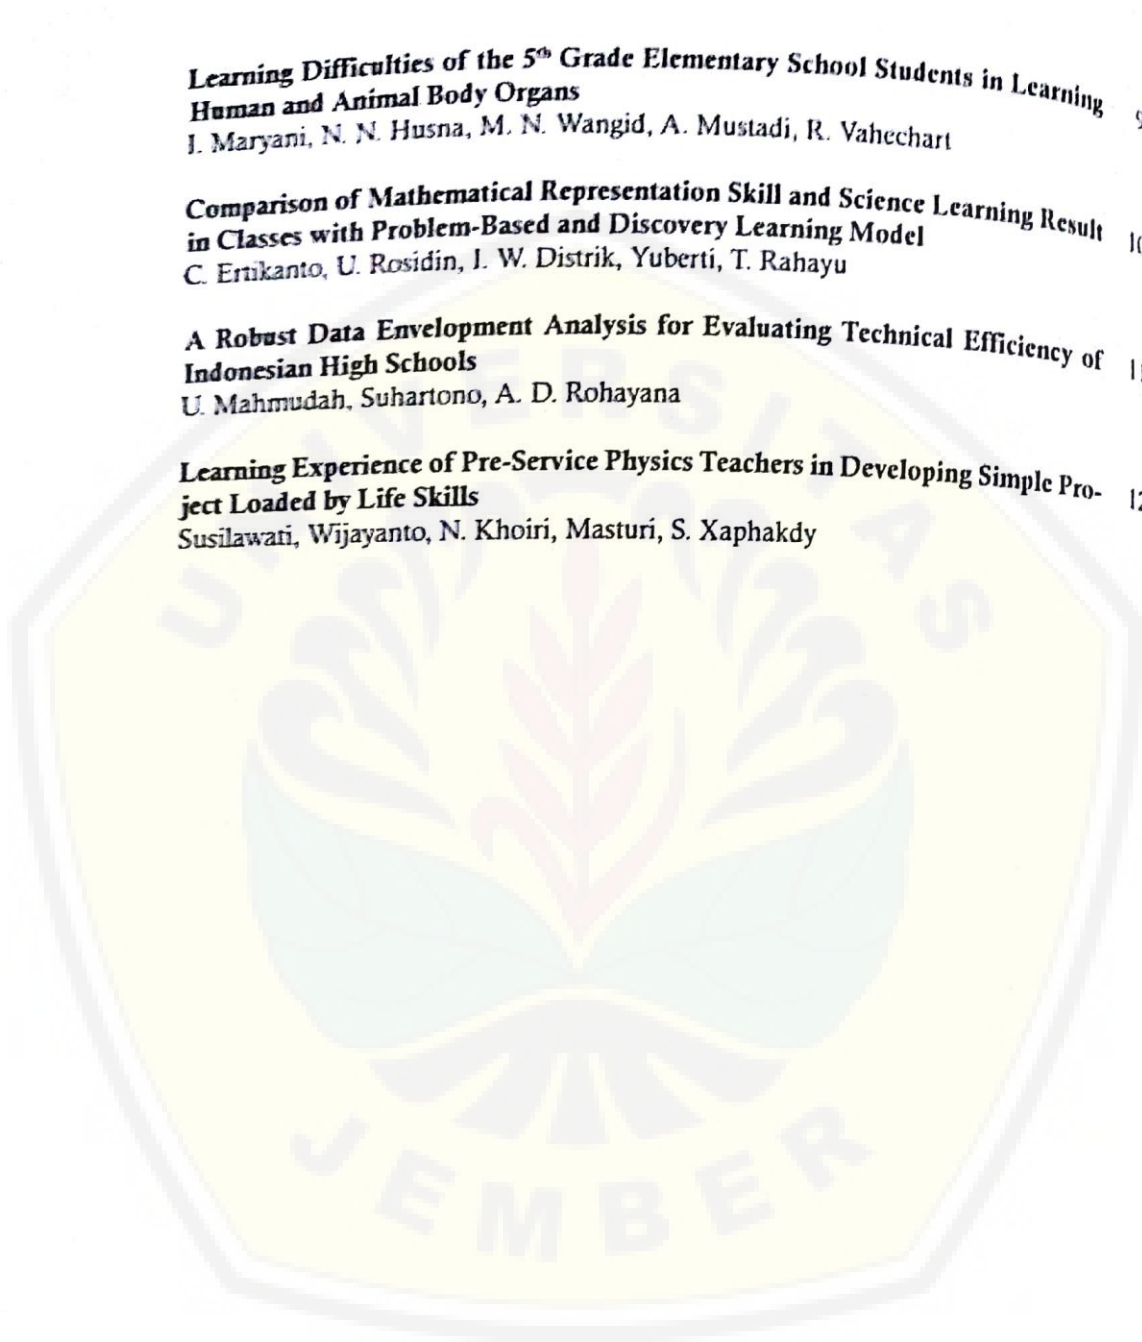 Learning Difficulties of the 5th Grade Elementary School Students in Learning
Human and Animal Body Organs
I. Maryani, N. N. Husna, M. N. Wangid, A. Mustadi, R. Vahechart
Comparison of Mathematical Representation Skill and Science Learning Result
in Classes with Problem-Based and Discovery Learning Model
C. Ertikanto, U. Rosidin, I. W. Distrik, Yuberti, T. Rahayu
A Robust Data Envelopment Analysis for Evaluating Technical Efficiency of
Indonesian High Schools
U. Mahmudah, Suhartono, A. D. Rohayana
Learning Experience of Pre-Service Physics Teachers in Developing Simple Pro-
ject Loaded by Life Skills
Susilawati, Wijayanto, N. Khoiri, Masturi, S. Xaphakdy
UNIVERSITAS
JEMBER